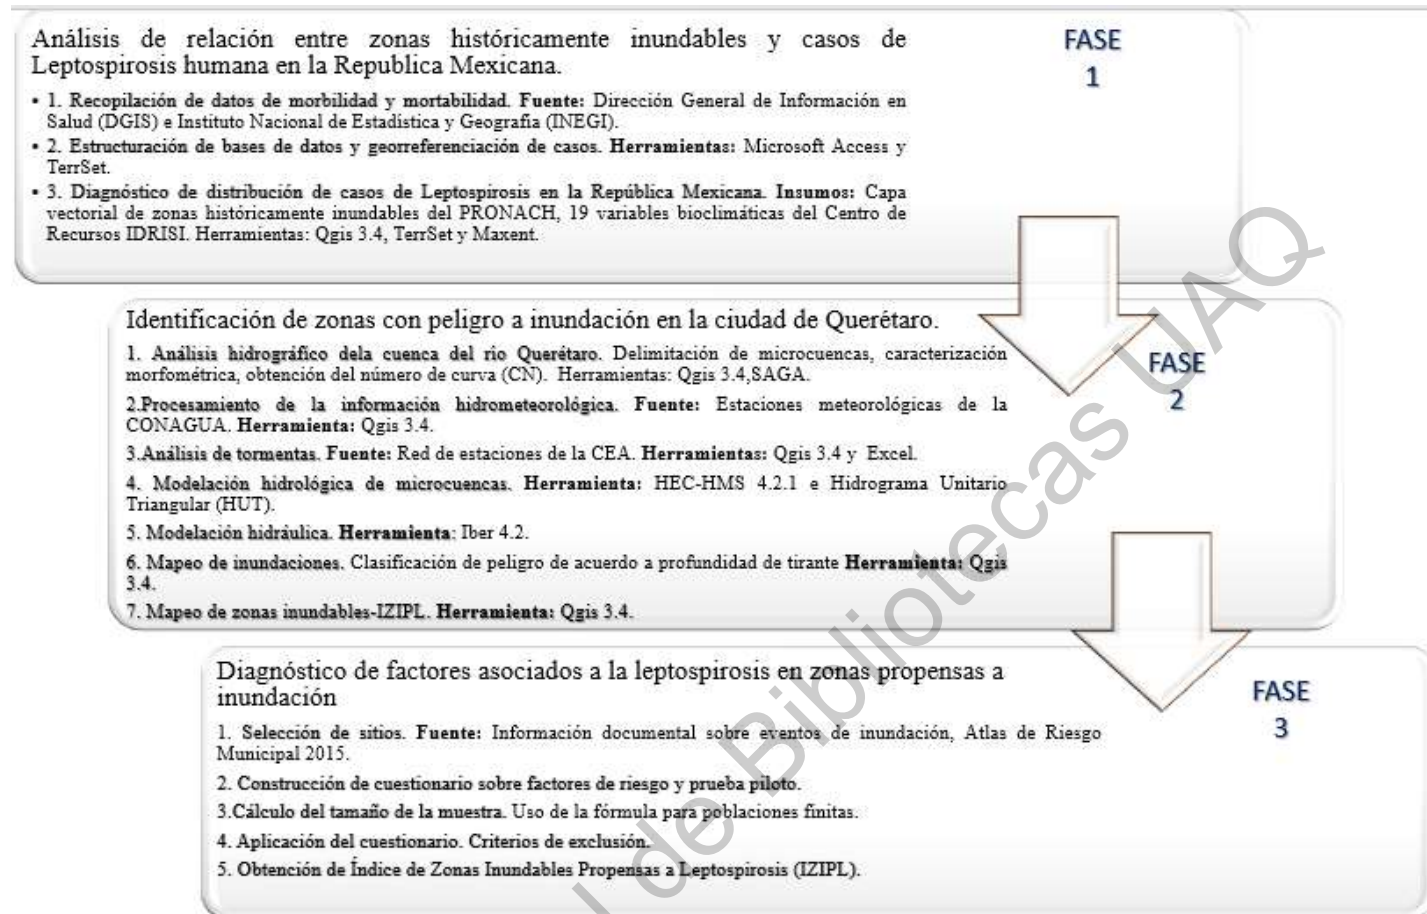 Análisis de relación entre zonas históricamente inundables y casos de
Leptospirosis humana en la Republica Mexicana.
• 1. Recopilación de datos de morbilidad y mortabilidad. Fuente: Dirección General de Información en
Salud (DGIS) e Instituto Nacional de Estadística y Geografía (INEGI).
• 2. Estructuración de bases de datos y georreferenciación de casos. Herramientas: Microsoft Access y
TerrSet.
• 3. Diagnóstico de distribución de casos de Leptospirosis en la República Mexicana. Insumos: Capa
vectorial de zonas históricamente inundables del PRONACH, 19 variables bioclimáticas del Centro de
Recursos IDRISI. Herramientas: Qgis 3.4, TerrSet y Maxent.
FASE
1
Identificación de zonas con peligro a inundación en la ciudad de Querétaro.
1. Análisis hidrográfico dela cuenca del río Querétaro. Delimitación de microcuencas, caracterización
morfométrica, obtención del número de curva (CN). Herramientas: Qgis 3.4,SAGA.
2.Procesamiento de la información hidrometeorológica. Fuente: Estaciones meteorológicas de la
CONAGUA. Herramienta: Qgis 3.4.
3.Análisis de tormentas. Fuente: Red de estaciones de la CEA. Herramientas: Qgis 3.4 y Excel.
4. Modelación hidrológica de microcuencas. Herramienta: HEC-HMS 4.2.1 e Hidrograma Unitario
Triangular (HUT).
5. Modelación hidráulica. Herramienta: Iber 4.2.
6. Mapeo de inundaciones. Clasificación de peligro de acuerdo a profundidad de tirante Herramienta: Qgis
3.4.
7. Mapeo de zonas inundables-IZIPL. Herramienta: Qgis 3.4.
FASE
2
Diagnóstico de factores asociados a la leptospirosis en zonas propensas a
inundación
1. Selección de sitios. Fuente: Información documental sobre eventos de inundación, Atlas de Riesgo
Municipal 2015.
2. Construcción de cuestionario sobre factores de riesgo y prueba piloto.
3.Cálculo del tamaño de la muestra. Uso de la fórmula para poblaciones finitas.
4. Aplicación del cuestionario. Criterios de exclusión.
5. Obtención de Índice de Zonas Inundables Propensas a Leptospirosis (IZIPL).
FASE
3
de Bibliotecas UAQ